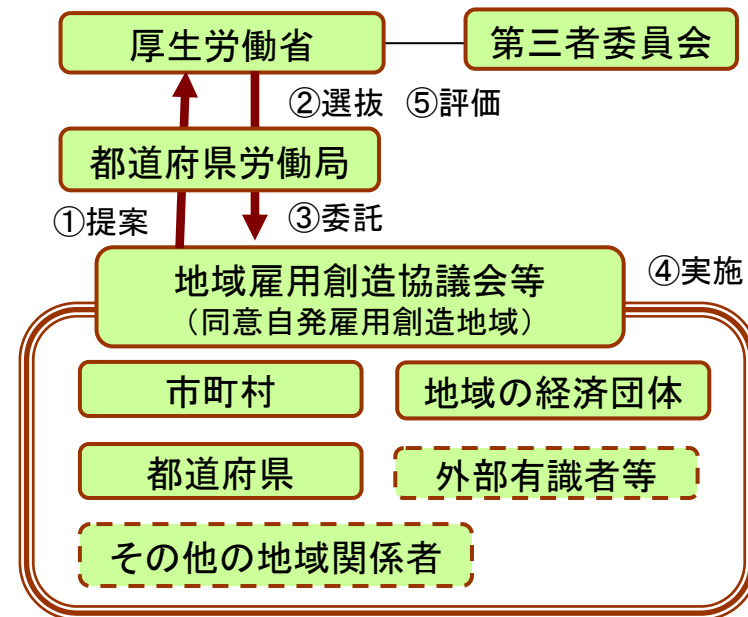 厚生労働省
第三者委員会
②選抜 ⑤評価
都道府県労働局
①提案
③委託
地域雇用創造協議会等
（同意自発雇用創造地域）
④実施
市町村
地域の経済団体
都道府県
外部有識者等
その他の地域関係者